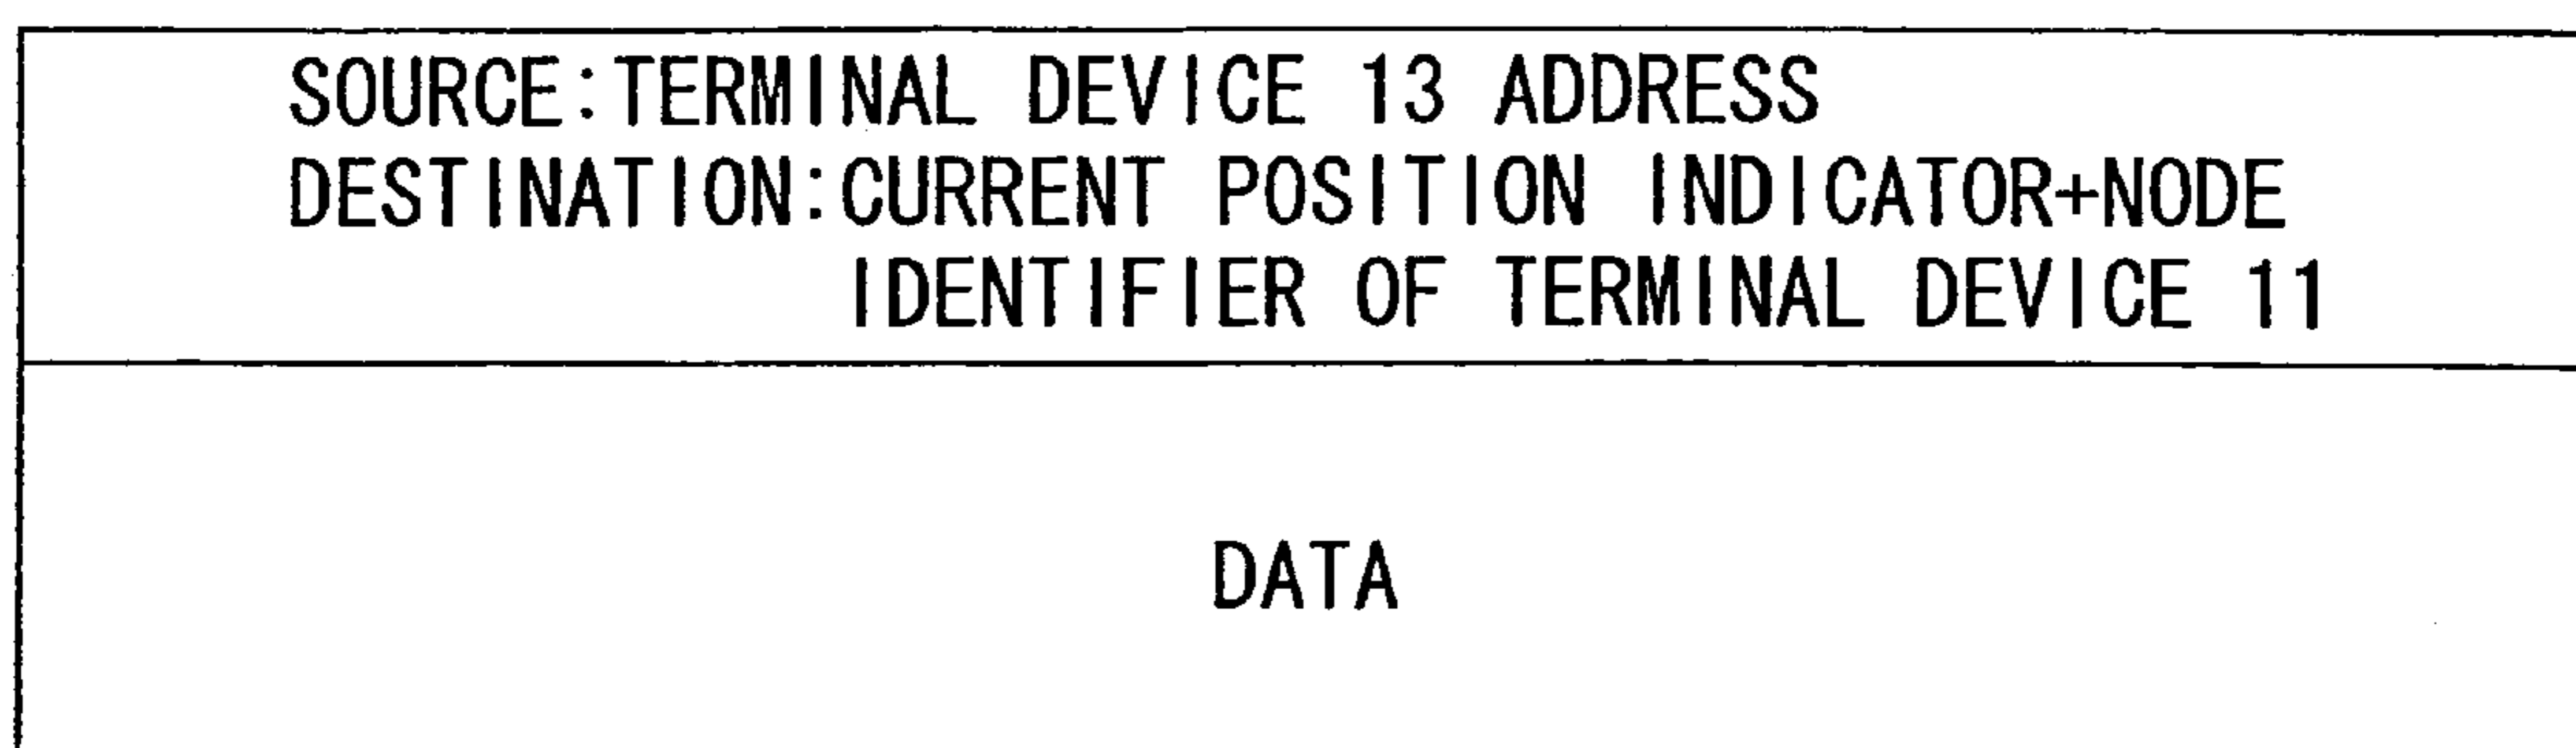 SOURCE:TERMINAL DEVICE 13 ADDRESS
DESTINATION:CURRENT POSITION INDICATOR+NODE
IDENTIFIER OF TERMINAL DEVICE 11
DATA